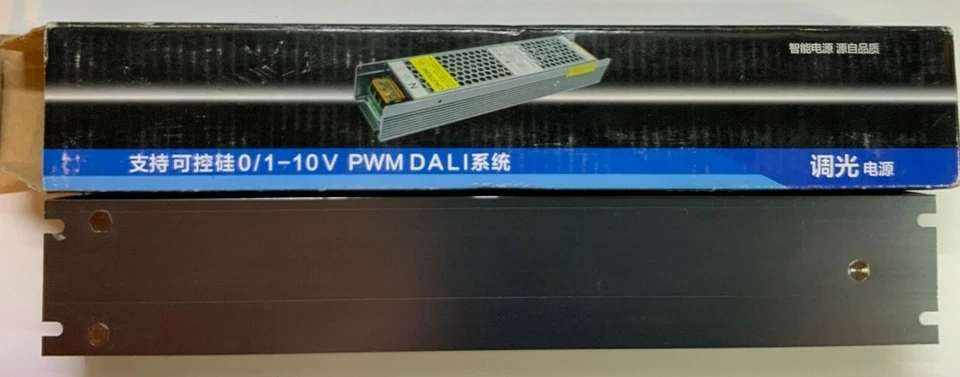 智能电源 源自品质
支持可控硅0/1-10V PWM DALI系统
调光 电源